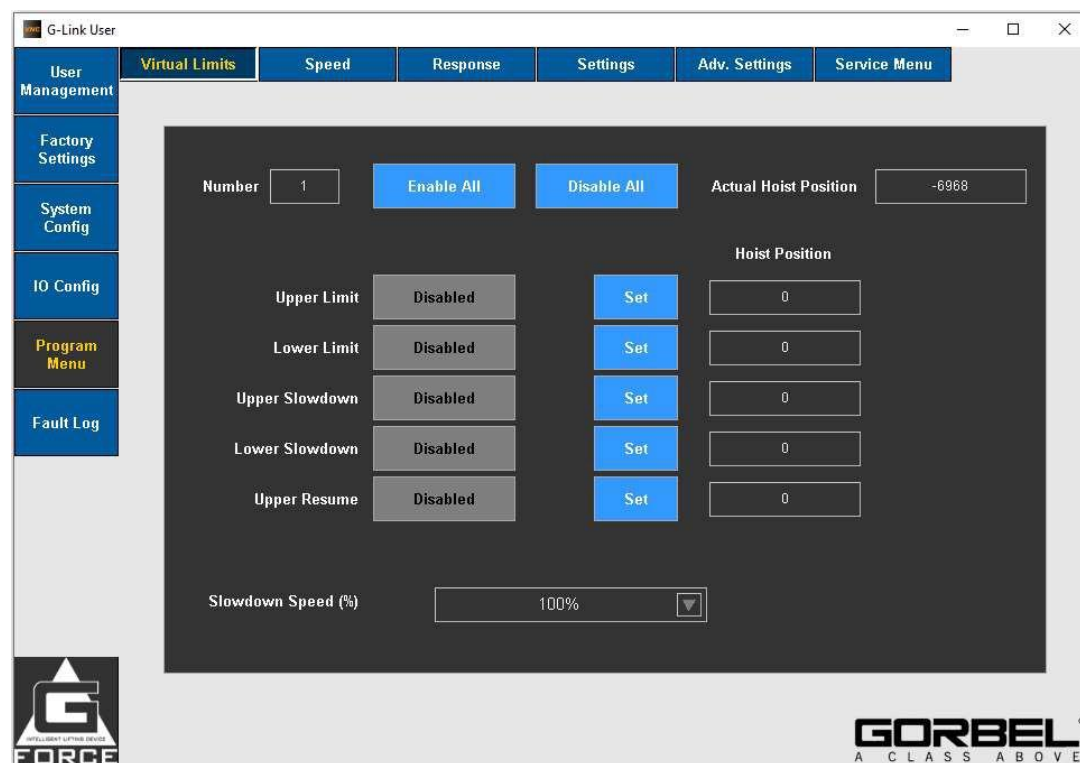 G-Link User
User
Management
Virtual Limits
Speed
Response
Settings
Adv. Settings
Service Menu
Factory
Settings
System
Config
IO Config
Program
Menu
Fault Log
Number 1 Enable All Disable All Actual Hoist Position -6968
Hoist Position
Upper Limit Disabled Set 0
Lower Limit Disabled Set 0
Upper Slowdown Disabled Set 0
Lower Slowdown Disabled Set 0
Upper Resume Disabled Set 0
Slowdown Speed (%) 100%
G
INTELLIGENT LIFTING DEVICE
FORCE
GORBEL
A CLASS ABOVE